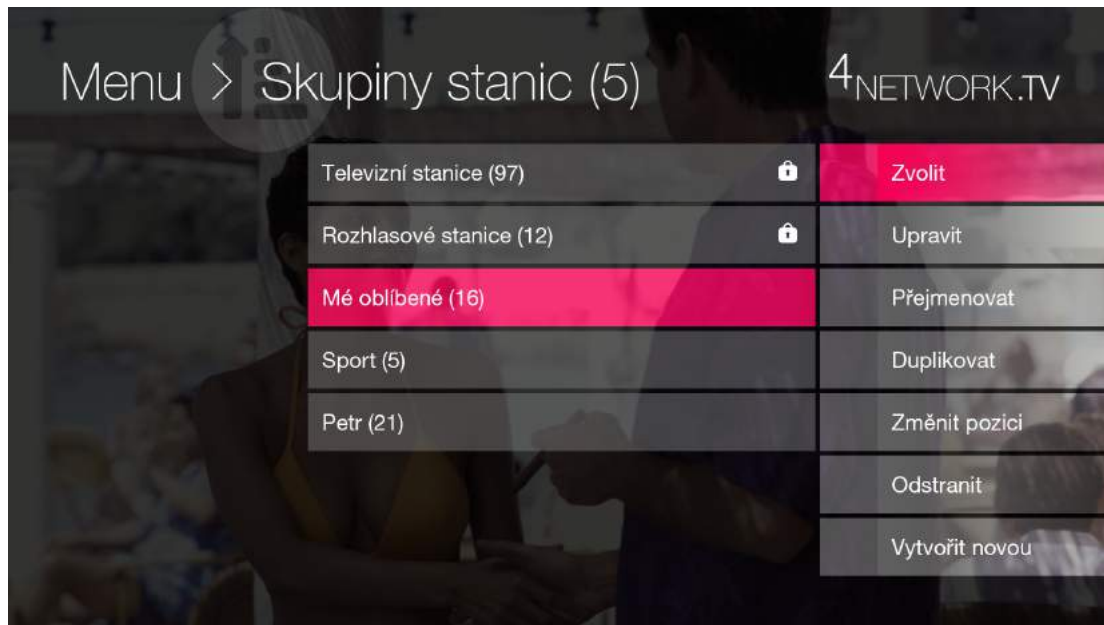 Menu > Skupiny stanic (5)
4NETWORK.TV
Televizní stanice (97)
Rozhlasové stanice (12)
Mé oblíbené (16)
Sport (5)
Petr (21)
Zvolit
Upravit
Přejmenovat
Duplikovat
Změnit pozici
Odstranit
Vytvořit novou